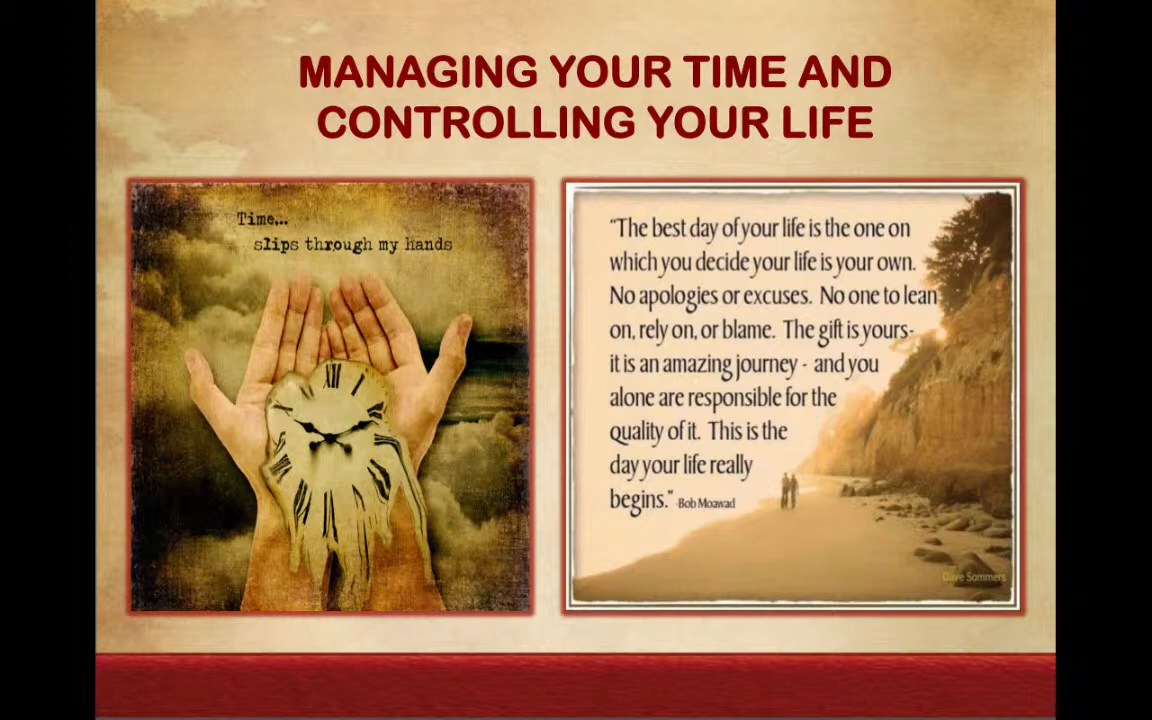 MANAGING YOUR TIME AND
CONTROLLING YOUR LIFE
Time...
slips through my hands
“The best day of your life is the one on
which you decide your life is your own.
No apologies or excuses. No one to lean
on, rely on, or blame. The gift is yours-
it is an amazing journey - and you
alone are responsible for the
quality of it. This is the
day your life really
begins.” -Bob Moawad
Dave Sommers